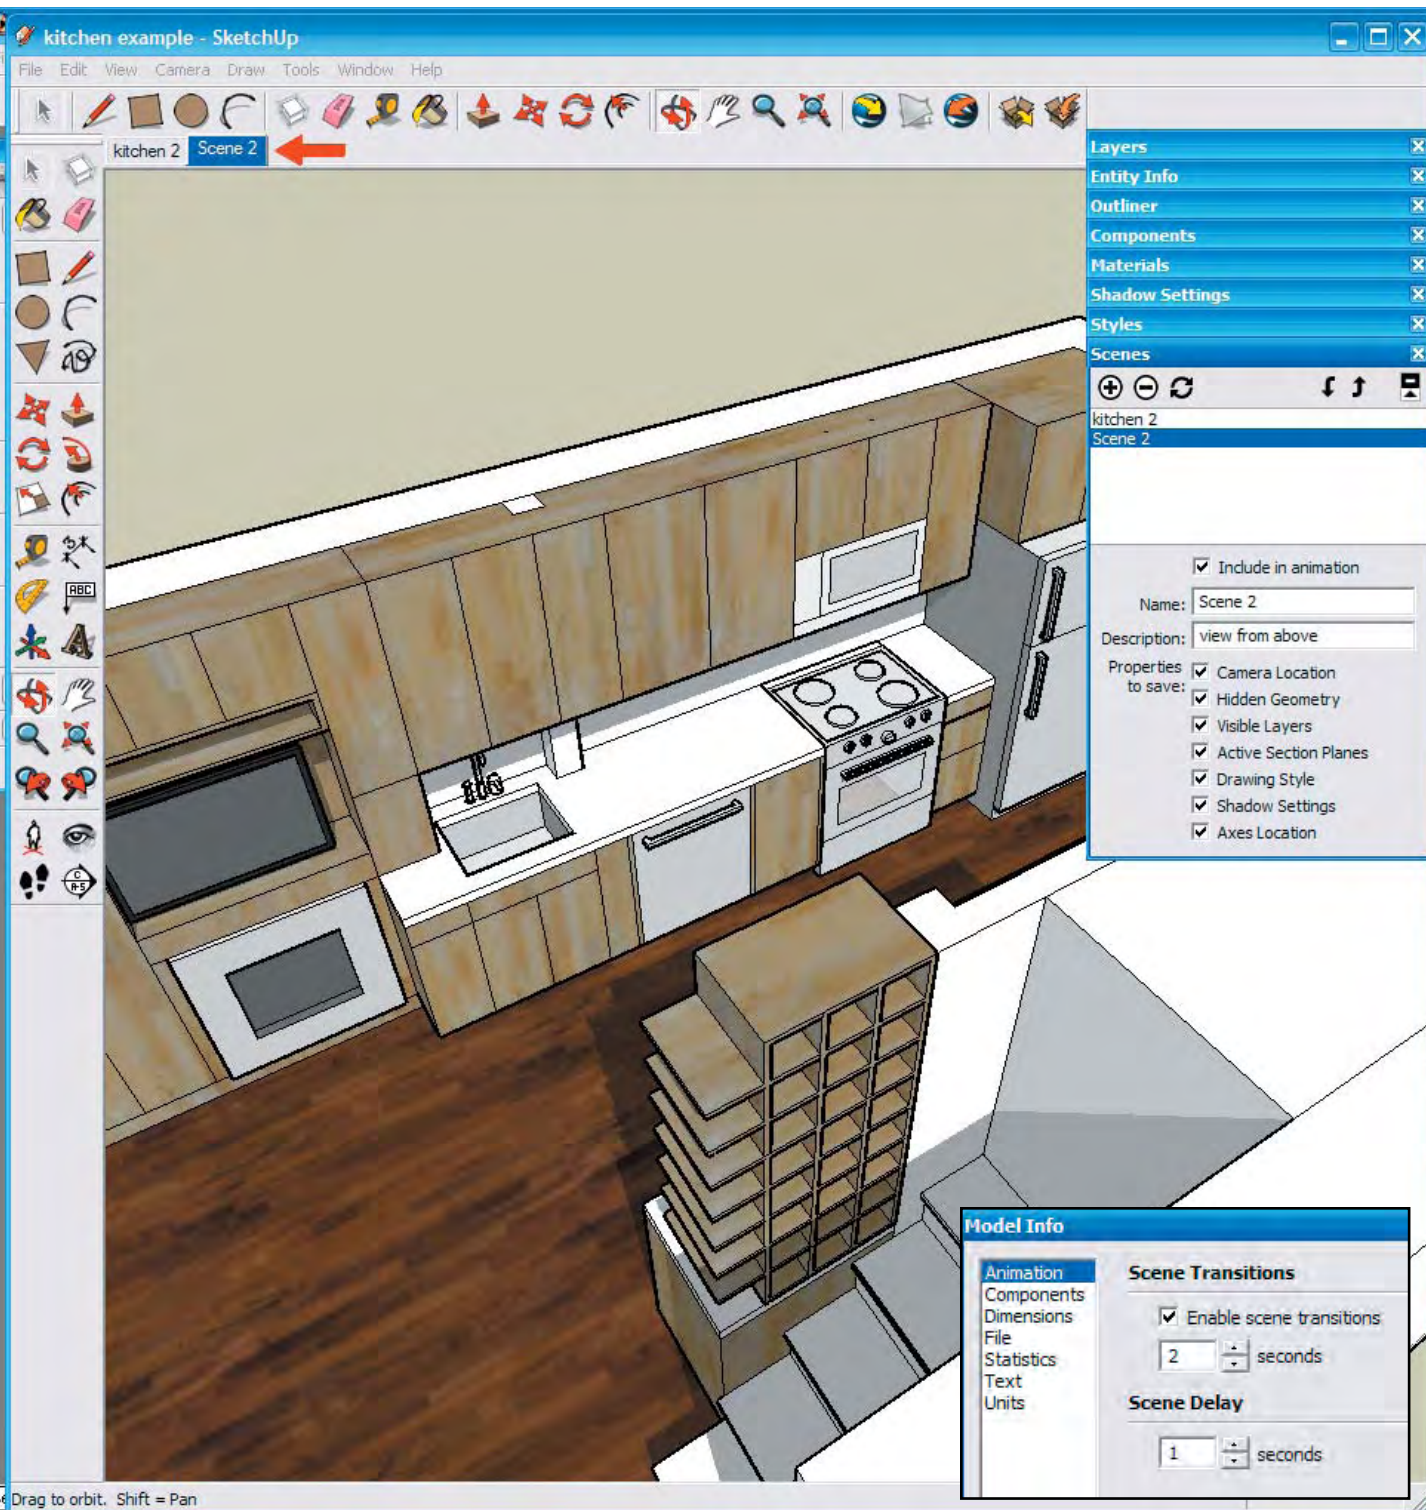 kitchen example - SketchUp
File Edit View Camera Draw Tools Window Help
kitchen 2 Scene 2
ABC
C
A-5
Layers
Entity Info
Outliner
Components
Materials
Shadow Settings
Styles
Scenes
kitchen 2
Scene 2
Include in animation
Name: Scene 2
Description: view from above
Properties to save:
Camera Location
Hidden Geometry
Visible Layers
Active Section Planes
Drawing Style
Shadow Settings
Axes Location
Model Info
Animation
Components
Dimensions
File
Statistics
Text
Units
Scene Transitions
Enable scene transitions
2 seconds
Scene Delay
1 seconds
Drag to orbit. Shift = Pan